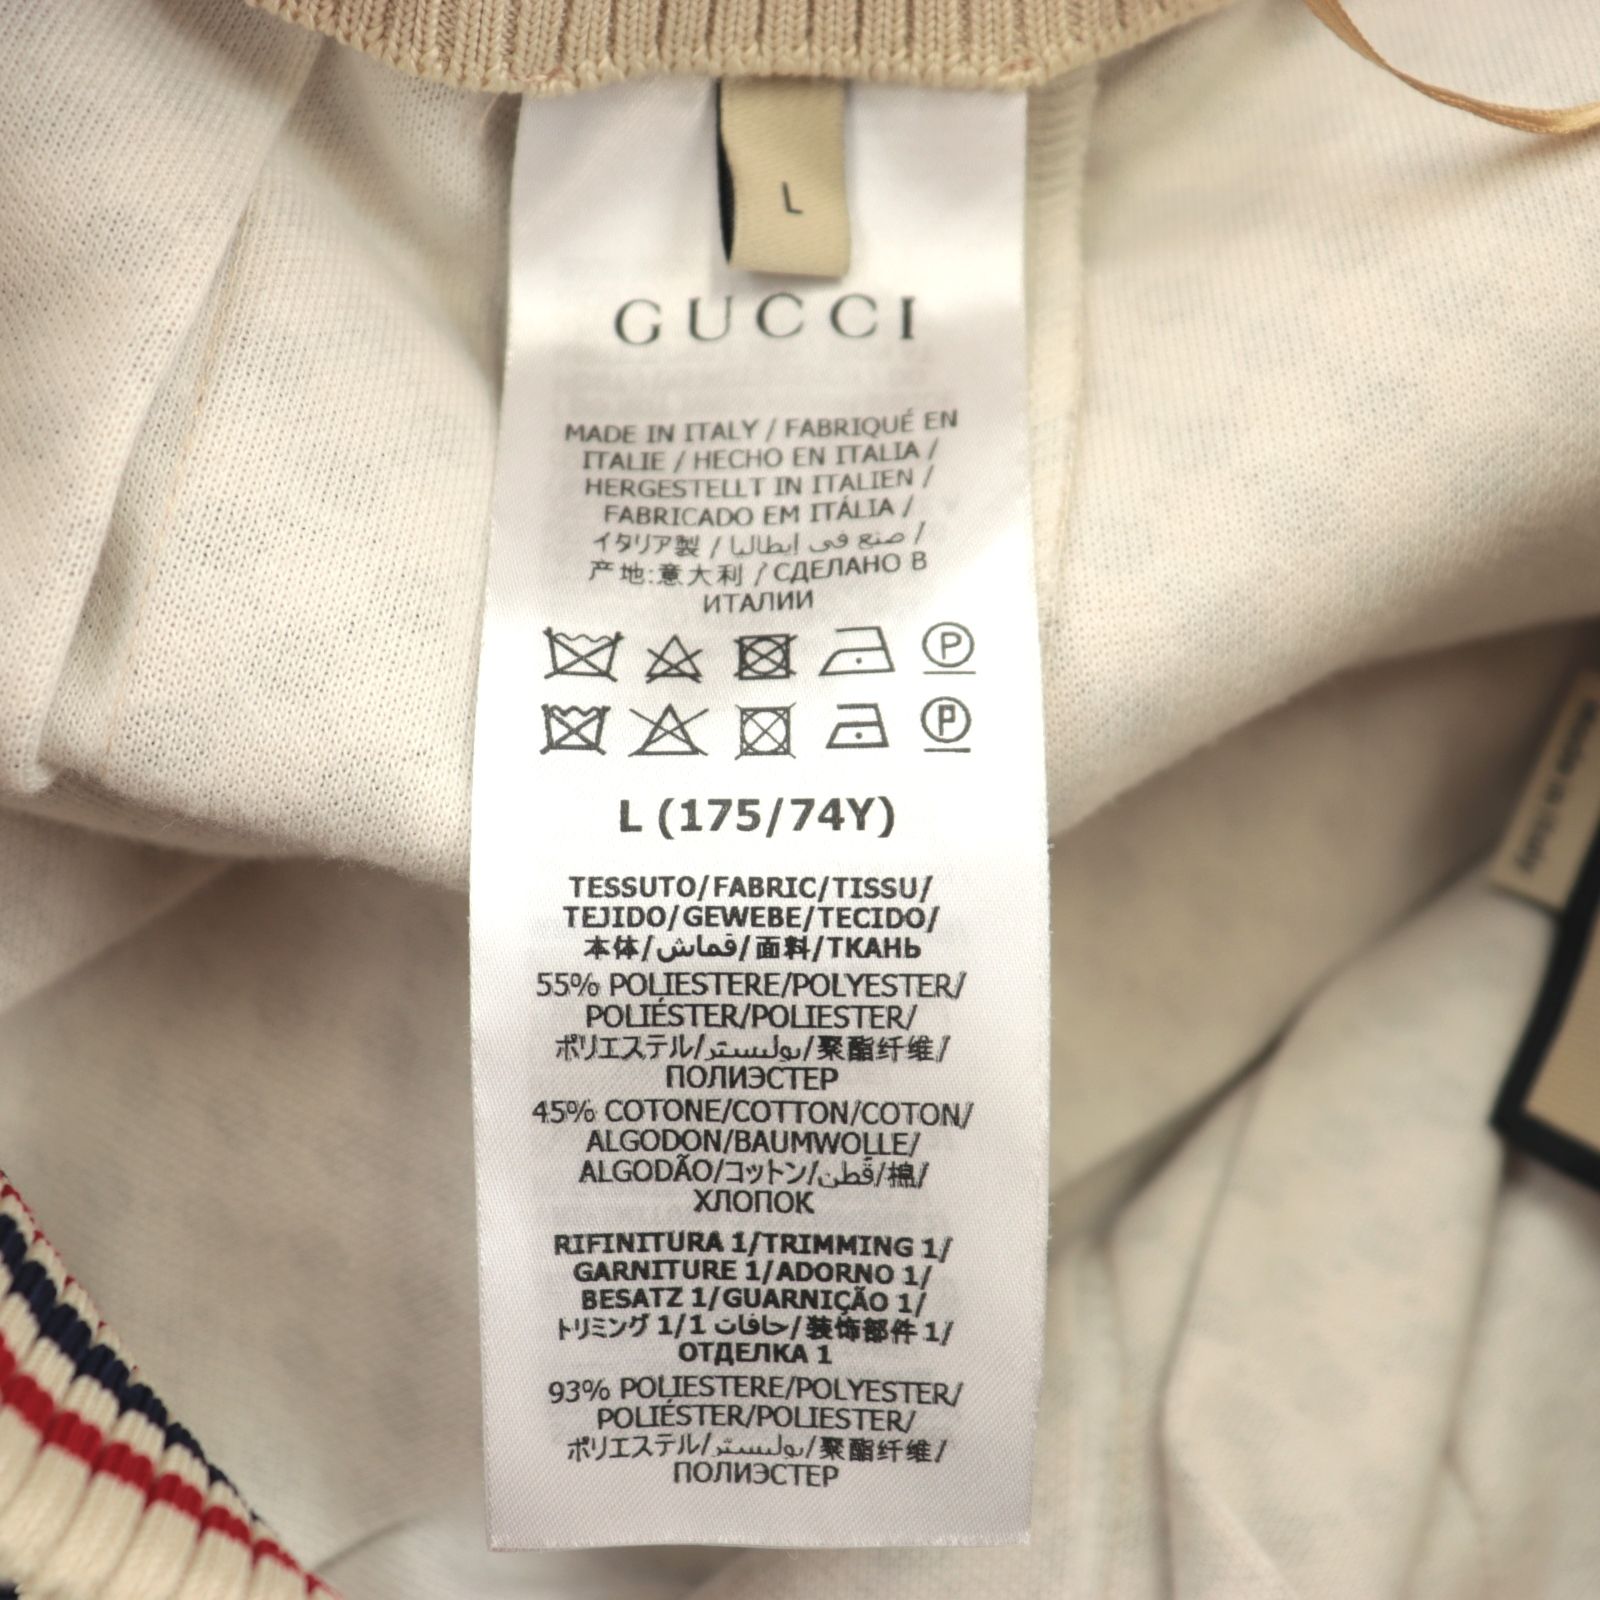 L
GUCCI
MADE IN ITALY / FABRIQUÉ EN
ITALIE / HECHO EN ITALIA /
HERGESTELLT IN ITALIEN /
FABRICADO EM ITÁLIA /
イタリア製 / صنع في إيطاليا /
产地:意大利 / СДЕЛАНО В
ИТАЛИИ
P
P
L (175/74Y)
TESSUTO/FABRIC/TISSU/
TEJIDO/GEWEBE/TECIDO/
本体/قماش/面料/ТКАНЬ
55% POLIESTERE/POLYESTER/
POLIÉSTER/POLIESTER/
ポリエステル/بوليستر/聚酯纤维/
ПОЛИЭСТЕР
45% COTONE/COTTON/COTON/
ALGODON/BAUMWOLLE/
ALGODÃO/コットン/قطن/棉/
ХЛОПОК
RIFINITURA 1/TRIMMING 1/
GARNITURE 1/ADORNO 1/
BESATZ 1/GUARNIÇÃO 1/
トリミング 1/1 حافات/装饰部件 1/
ОТДЕЛКА 1
93% POLIESTERE/POLYESTER/
POLIÉSTER/POLIESTER/
ポリエステル/بوليستر/聚酯纤维/
ПОЛИЭСТЕР
Made in Italy